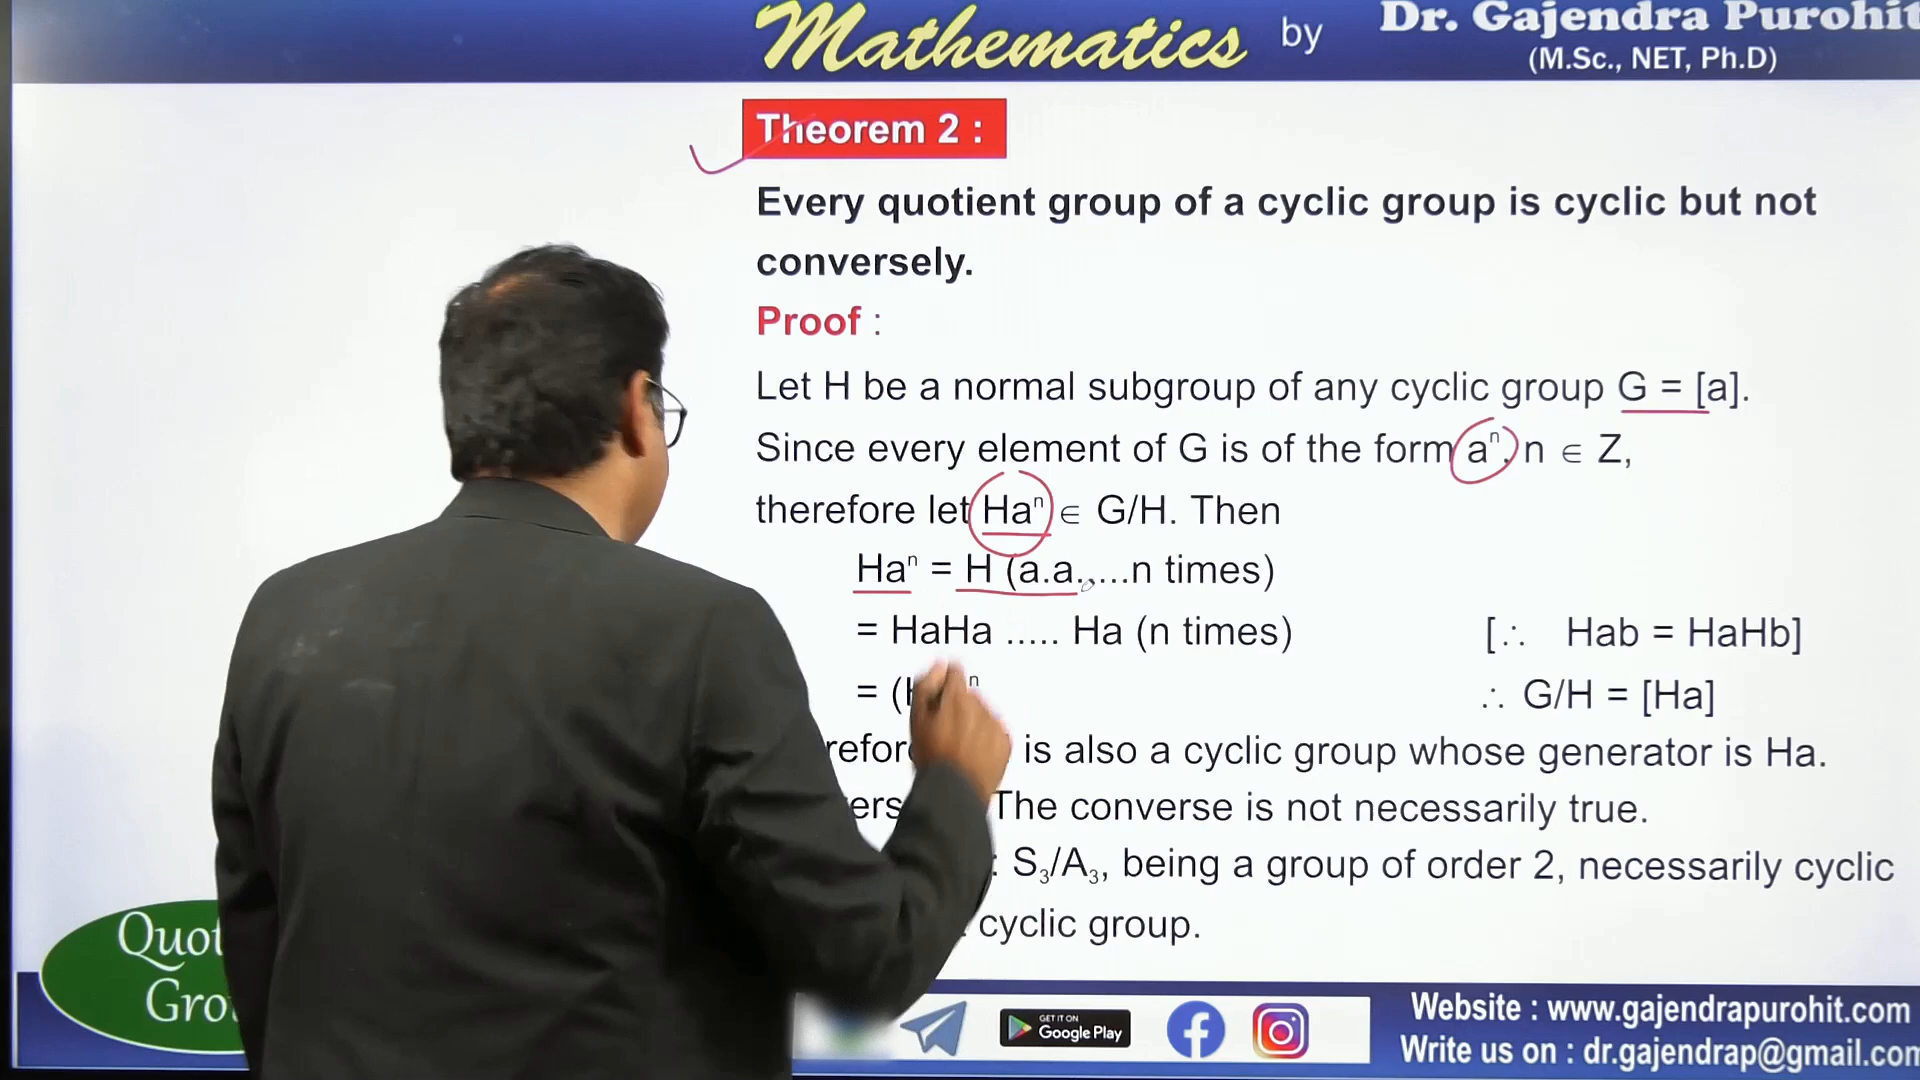 Mathematics by Dr. Gajendra Purohit
(M.Sc., NET, Ph.D)
Theorem 2 :
Every quotient group of a cyclic group is cyclic but not
conversely.
Proof :
Let H be a normal subgroup of any cyclic group G = [a].
Since every element of G is of the form aⁿ, n ∈ Z,
therefore let Haⁿ ∈ G/H. Then
Haⁿ = H (a.a.....n times)
= HaHa ..... Ha (n times) [∴ Hab = HaHb]
= ( ⁿ ∴ G/H = [Ha]
is also a cyclic group whose generator is Ha.
The converse is not necessarily true.
: S₃/A₃, being a group of order 2, necessarily cyclic
cyclic group.
GET IT ON
Google Play
Website : www.gajendrapurohit.com
Write us on : dr.gajendrap@gmail.com